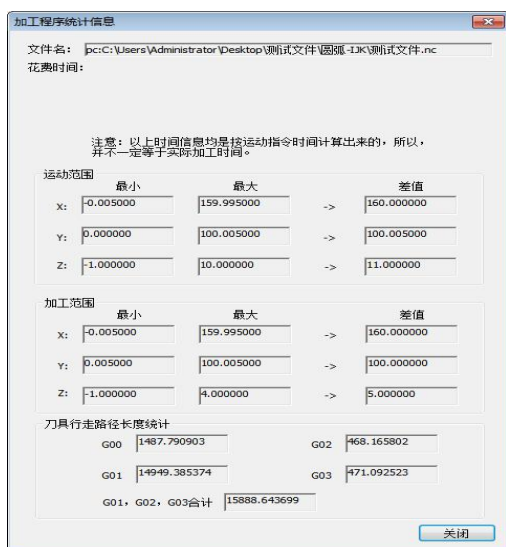 加工程序统计信息
文件名: pc:C:\Users\Administrator\Desktop\测试文件\圆弧-IJK\测试文件.nc
花费时间:
注意: 以上时间信息均是按运动指令时间计算出来的, 所以,
并不一定等于实际加工时间。
运动范围
最小 最大 差值
X: -0.005000 159.995000 -> 160.000000
Y: 0.000000 100.005000 -> 100.005000
Z: -1.000000 10.000000 -> 11.000000
加工范围
最小 最大 差值
X: -0.005000 159.995000 -> 160.000000
Y: 0.005000 100.005000 -> 100.000000
Z: -1.000000 4.000000 -> 5.000000
刀具行走路径长度统计
G00 1487.790903 G02 468.165802
G01 14949.385374 G03 471.092523
G01, G02, G03合计 15888.643699
关闭